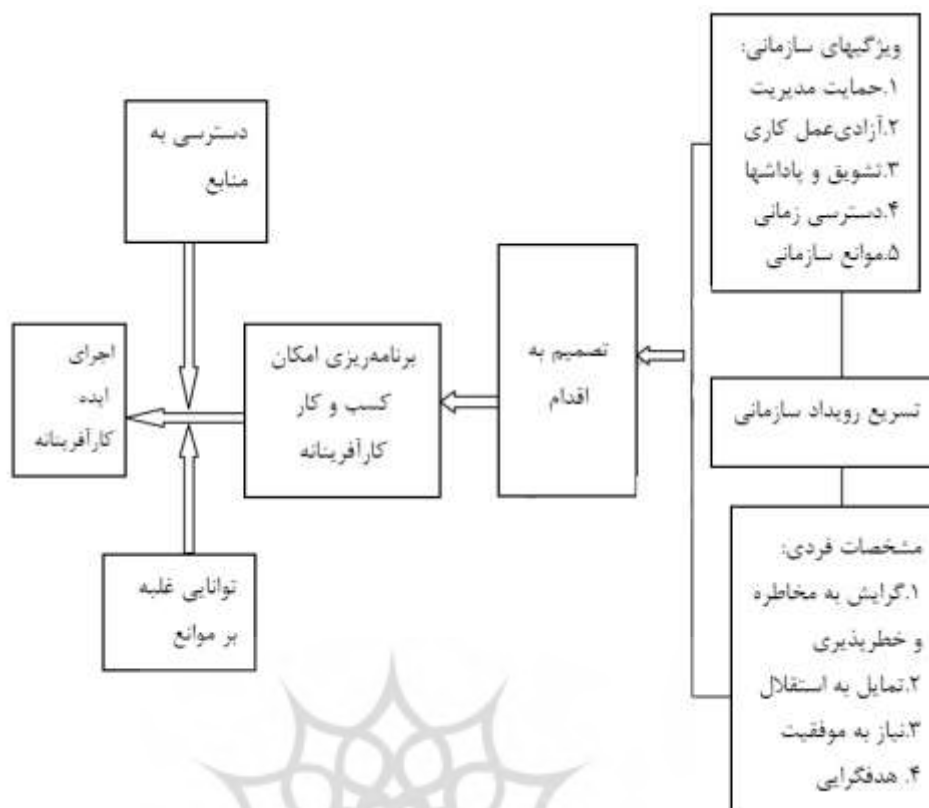 ویژگیهای سازمانی:
۱.حمایت مدیریت
۲.آزادی‌عمل کاری
۳.تشویق و پاداشها
۴.دسترسی زمانی
۵.موانع سازمانی
تسریع رویداد سازمانی
مشخصات فردی:
۱.گرایش به مخاطره
و خطرپذیری
۲.تمایل به استقلال
۳.نیاز به موفقیت
۴. هدفگرایی
تصمیم به
اقدام
برنامه‌ریزی امکان
کسب و کار
کارآفرینانه
دسترسی به
منابع
توانایی غلبه
بر موانع
اجرای
ایده
کارآفرینانه